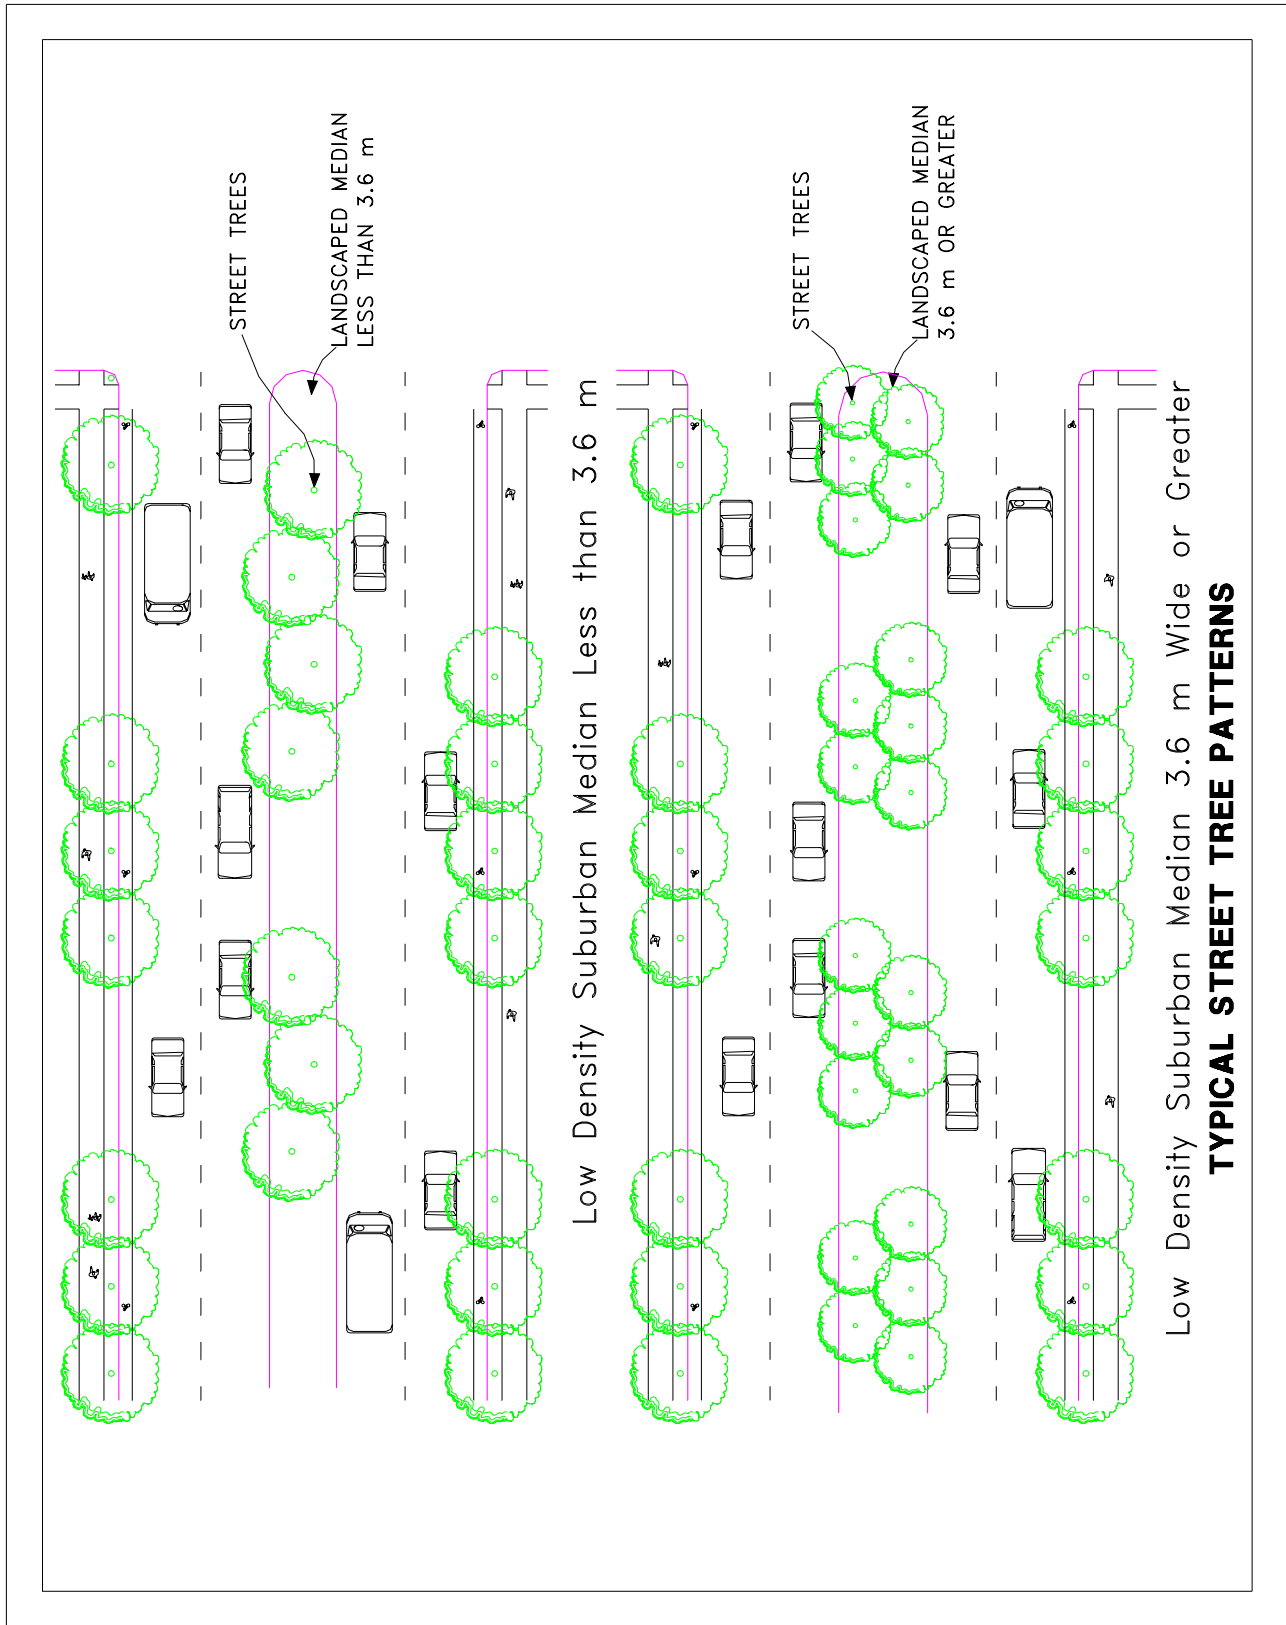 STREET TREES
LANDSCAPED MEDIAN
LESS THAN 3.6 m
Low Density Suburban Median Less than 3.6 m
STREET TREES
LANDSCAPED MEDIAN
3.6 m OR GREATER
Low Density Suburban Median 3.6 m Wide or Greater
TYPICAL STREET TREE PATTERNS